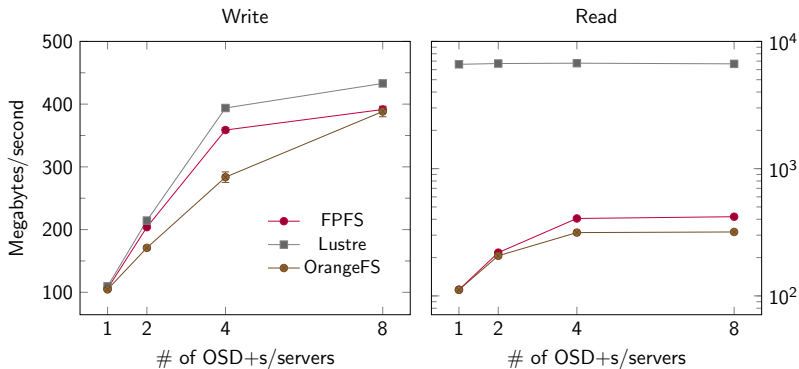 Write
Read
Megabytes/second
500
400
300
200
100
FPFS
Lustre
OrangeFS
1 2 4 8
# of OSD+s/servers
10^4
10^3
10^2
1 2 4 8
# of OSD+s/servers